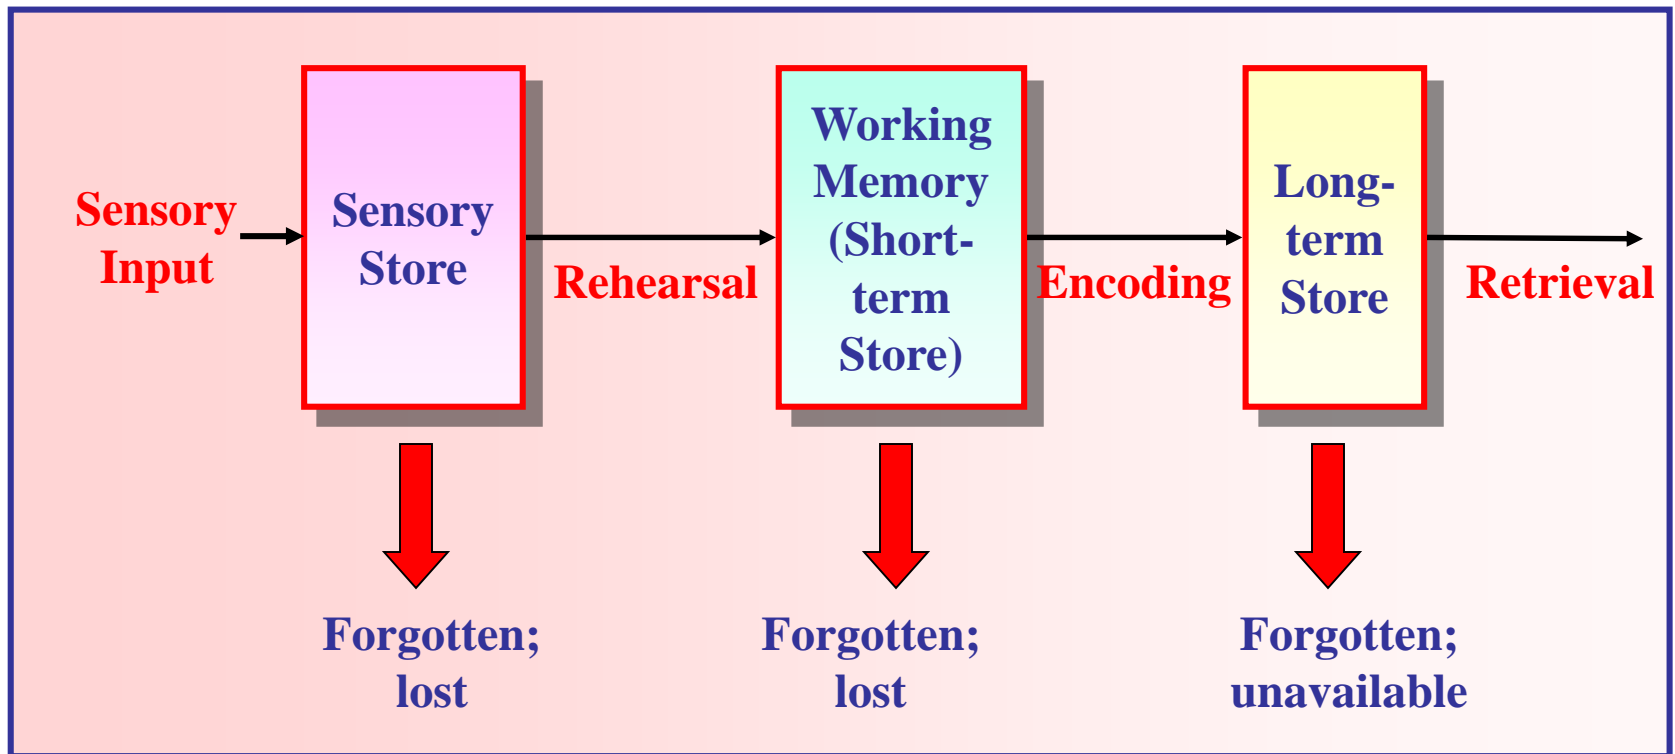 Sensory
Input
Sensory
Store
Rehearsal
Working
Memory
(Short-
term
Store)
Encoding
Long-
term
Store
Retrieval
Forgotten;
lost
Forgotten;
lost
Forgotten;
unavailable